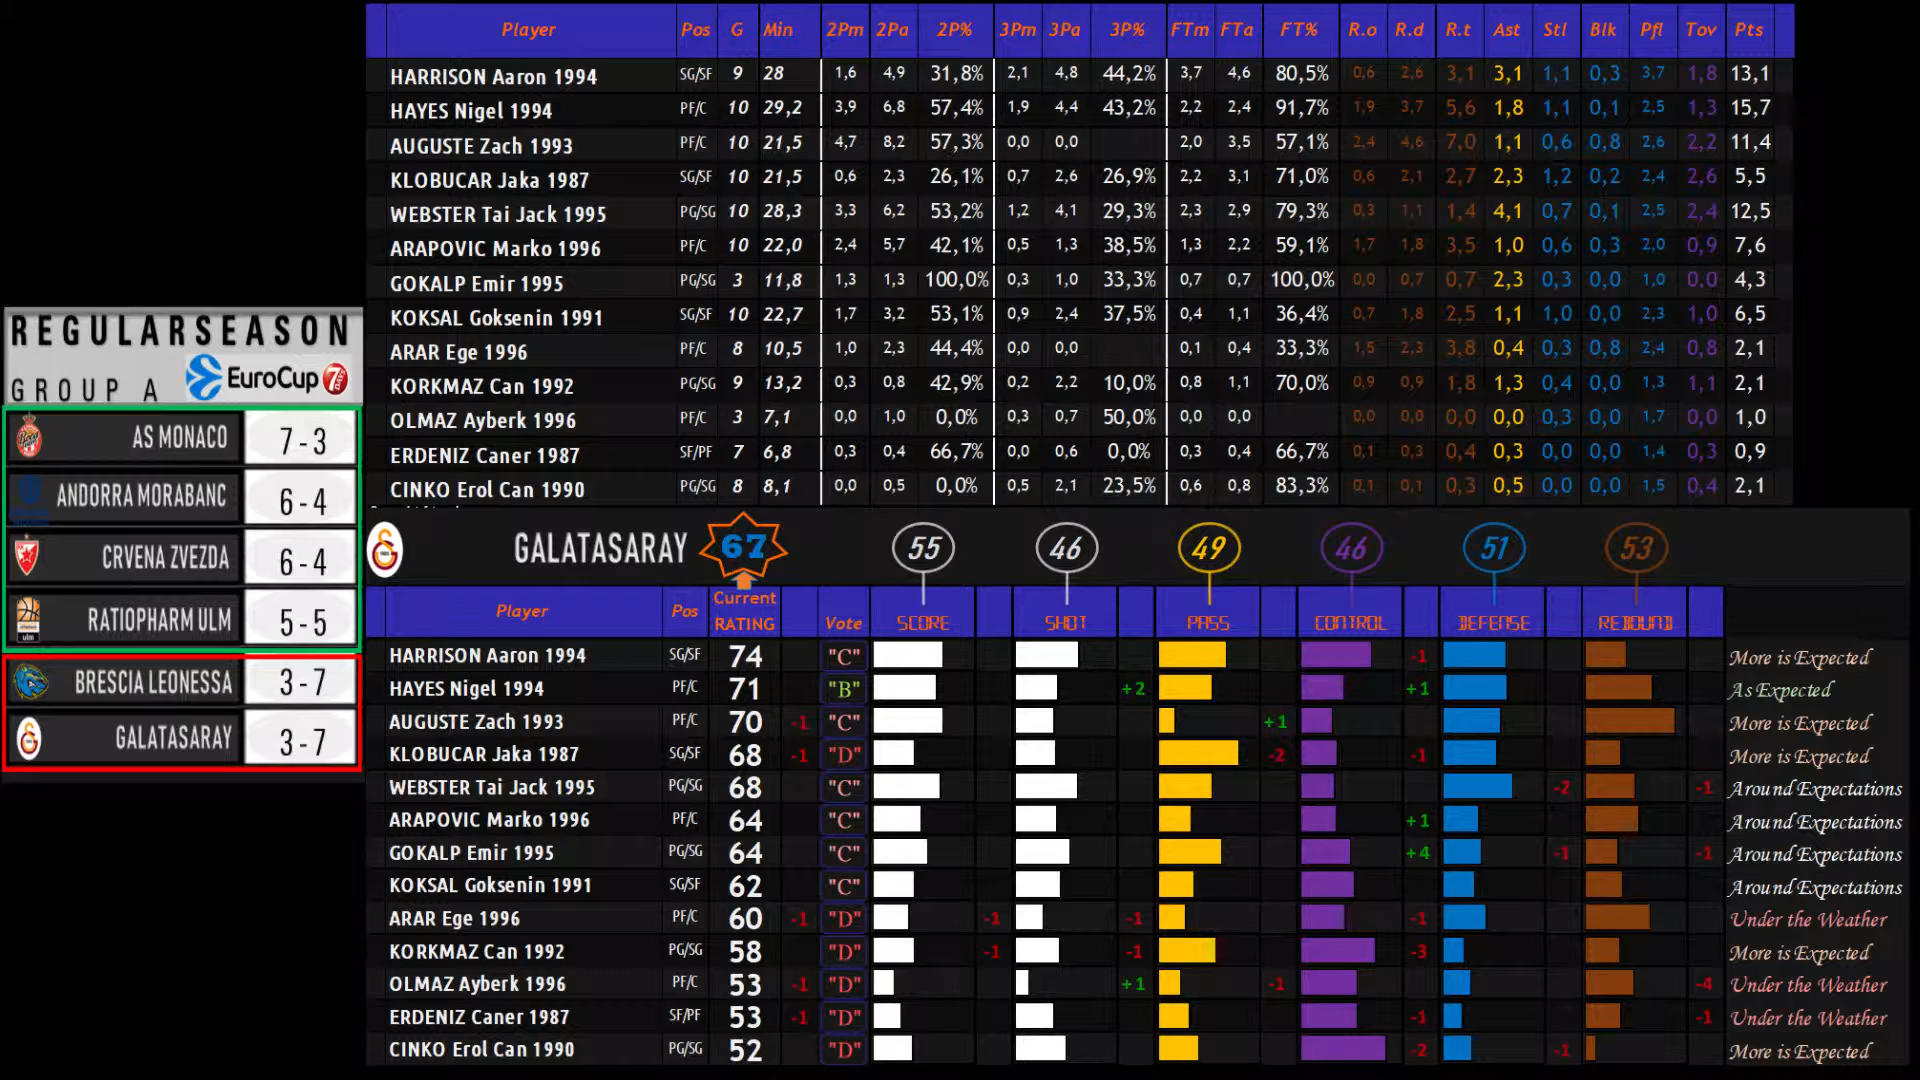 Player Pos G Min 2Pm 2Pa 2P% 3Pm 3Pa 3P% FTm FTa FT% R.o R.d R.t Ast Stl Blk Pfl Tov Pts
HARRISON Aaron 1994 SG/SF 9 28 1,6 4,9 31,8% 2,1 4,8 44,2% 3,7 4,6 80,5% 0,6 2,6 3,1 3,1 1,1 0,3 3,7 1,8 13,1
HAYES Nigel 1994 PF/C 10 29,2 3,9 6,8 57,4% 1,9 4,4 43,2% 2,2 2,4 91,7% 1,9 3,7 5,6 1,8 1,1 0,1 2,5 1,3 15,7
AUGUSTE Zach 1993 PF/C 10 21,5 4,7 8,2 57,3% 0,0 0,0 2,0 3,5 57,1% 2,4 4,6 7,0 1,1 0,6 0,8 2,6 2,2 11,4
KLOBUCAR Jaka 1987 SG/SF 10 21,5 0,6 2,3 26,1% 0,7 2,6 26,9% 2,2 3,1 71,0% 0,6 2,1 2,7 2,3 1,2 0,2 2,4 2,6 5,5
WEBSTER Tai Jack 1995 PG/SG 10 28,3 3,3 6,2 53,2% 1,2 4,1 29,3% 2,3 2,9 79,3% 0,3 1,1 1,4 4,1 0,7 0,1 2,5 2,4 12,5
ARAPOVIC Marko 1996 PF/C 10 22,0 2,4 5,7 42,1% 0,5 1,3 38,5% 1,3 2,2 59,1% 1,7 1,8 3,5 1,0 0,6 0,3 2,0 0,9 7,6
GOKALP Emir 1995 PG/SG 3 11,8 1,3 1,3 100,0% 0,3 1,0 33,3% 0,7 0,7 100,0% 0,0 0,7 0,7 2,3 0,3 0,0 1,0 0,0 4,3
KOKSAL Goksenin 1991 SG/SF 10 22,7 1,7 3,2 53,1% 0,9 2,4 37,5% 0,4 1,1 36,4% 0,7 1,8 2,5 1,1 1,0 0,0 2,3 1,0 6,5
ARAR Ege 1996 PF/C 8 10,5 1,0 2,3 44,4% 0,0 0,0 0,1 0,4 33,3% 1,5 2,3 3,8 0,4 0,3 0,8 2,4 0,8 2,1
KORKMAZ Can 1992 PG/SG 9 13,2 0,3 0,8 42,9% 0,2 2,2 10,0% 0,8 1,1 70,0% 0,9 0,9 1,8 1,3 0,4 0,0 1,3 1,1 2,1
OLMAZ Ayberk 1996 PF/C 3 7,1 0,0 1,0 0,0% 0,3 0,7 50,0% 0,0 0,0 0,0 0,0 0,0 0,0 0,3 0,0 1,7 0,0 1,0
ERDENIZ Caner 1987 SF/PF 7 6,8 0,3 0,4 66,7% 0,0 0,6 0,0% 0,3 0,4 66,7% 0,1 0,3 0,4 0,3 0,0 0,0 1,4 0,3 0,9
CINKO Erol Can 1990 PG/SG 8 8,1 0,0 0,5 0,0% 0,5 2,1 23,5% 0,6 0,8 83,3% 0,1 0,1 0,3 0,5 0,0 0,0 1,5 0,4 2,1
REGULARSEASON
GROUP A EuroCup 7 DAYS
AS MONACO 7 - 3
ANDORRA MORABANC 6 - 4
CRVENA ZVEZDA 6 - 4
RATIOPHARM ULM 5 - 5
BRESCIA LEONESSA 3 - 7
GALATASARAY 3 - 7
GALATASARAY 67 55 46 49 46 51 53
Player Pos Current RATING Vote SCORE SHOT PASS CONTROL DEFENSE REBOUND
HARRISON Aaron 1994 SG/SF 74 "C" -1 More is Expected
HAYES Nigel 1994 PF/C 71 "B" +2 +1 As Expected
AUGUSTE Zach 1993 PF/C 70 -1 "C" +1 More is Expected
KLOBUCAR Jaka 1987 SG/SF 68 -1 "D" -2 -1 More is Expected
WEBSTER Tai Jack 1995 PG/SG 68 "C" -2 -1 Around Expectations
ARAPOVIC Marko 1996 PF/C 64 "C" +1 Around Expectations
GOKALP Emir 1995 PG/SG 64 "C" +4 -1 -1 Around Expectations
KOKSAL Goksenin 1991 SG/SF 62 "C" Around Expectations
ARAR Ege 1996 PF/C 60 -1 "D" -1 -1 -1 Under the Weather
KORKMAZ Can 1992 PG/SG 58 "D" -1 -1 -3 More is Expected
OLMAZ Ayberk 1996 PF/C 53 -1 "D" +1 -1 -4 Under the Weather
ERDENIZ Caner 1987 SF/PF 53 -1 "D" -1 -1 Under the Weather
CINKO Erol Can 1990 PG/SG 52 "D" -2 -1 More is Expected